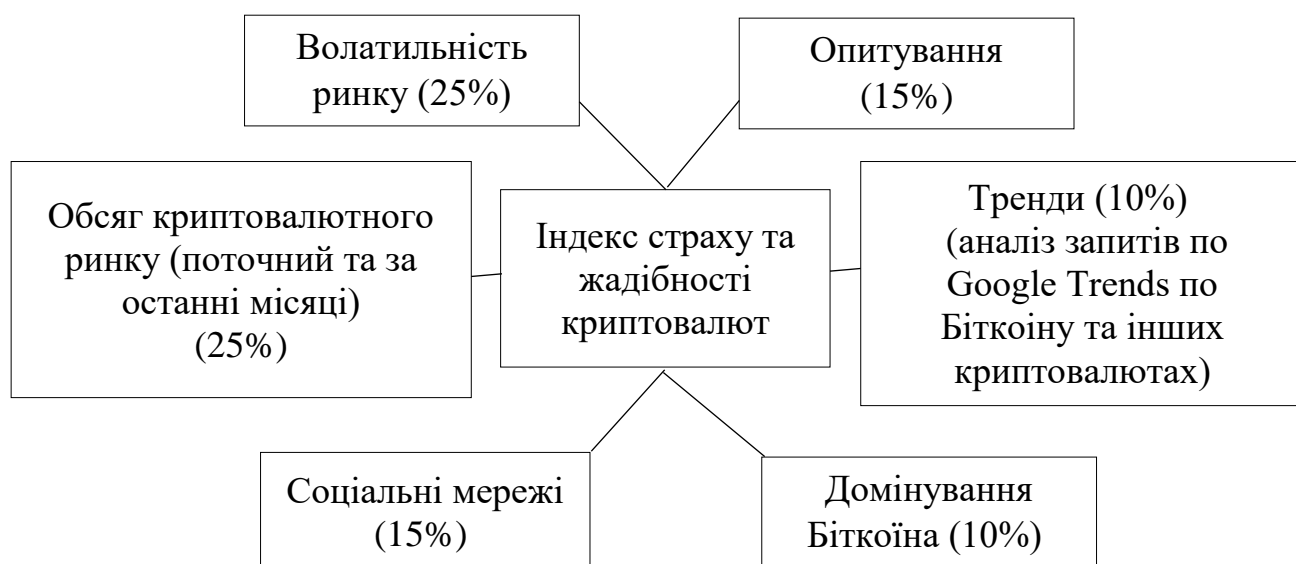 Волатильність
ринку (25%)
Опитування
(15%)
Обсяг криптовалютного
ринку (поточний та за
останні місяці)
(25%)
Індекс страху та
жадібності
криптовалют
Тренди (10%)
(аналіз запитів по
Google Trends по
Біткоіну та інших
криптовалютах)
Соціальні мережі
(15%)
Домінування
Біткоїна (10%)